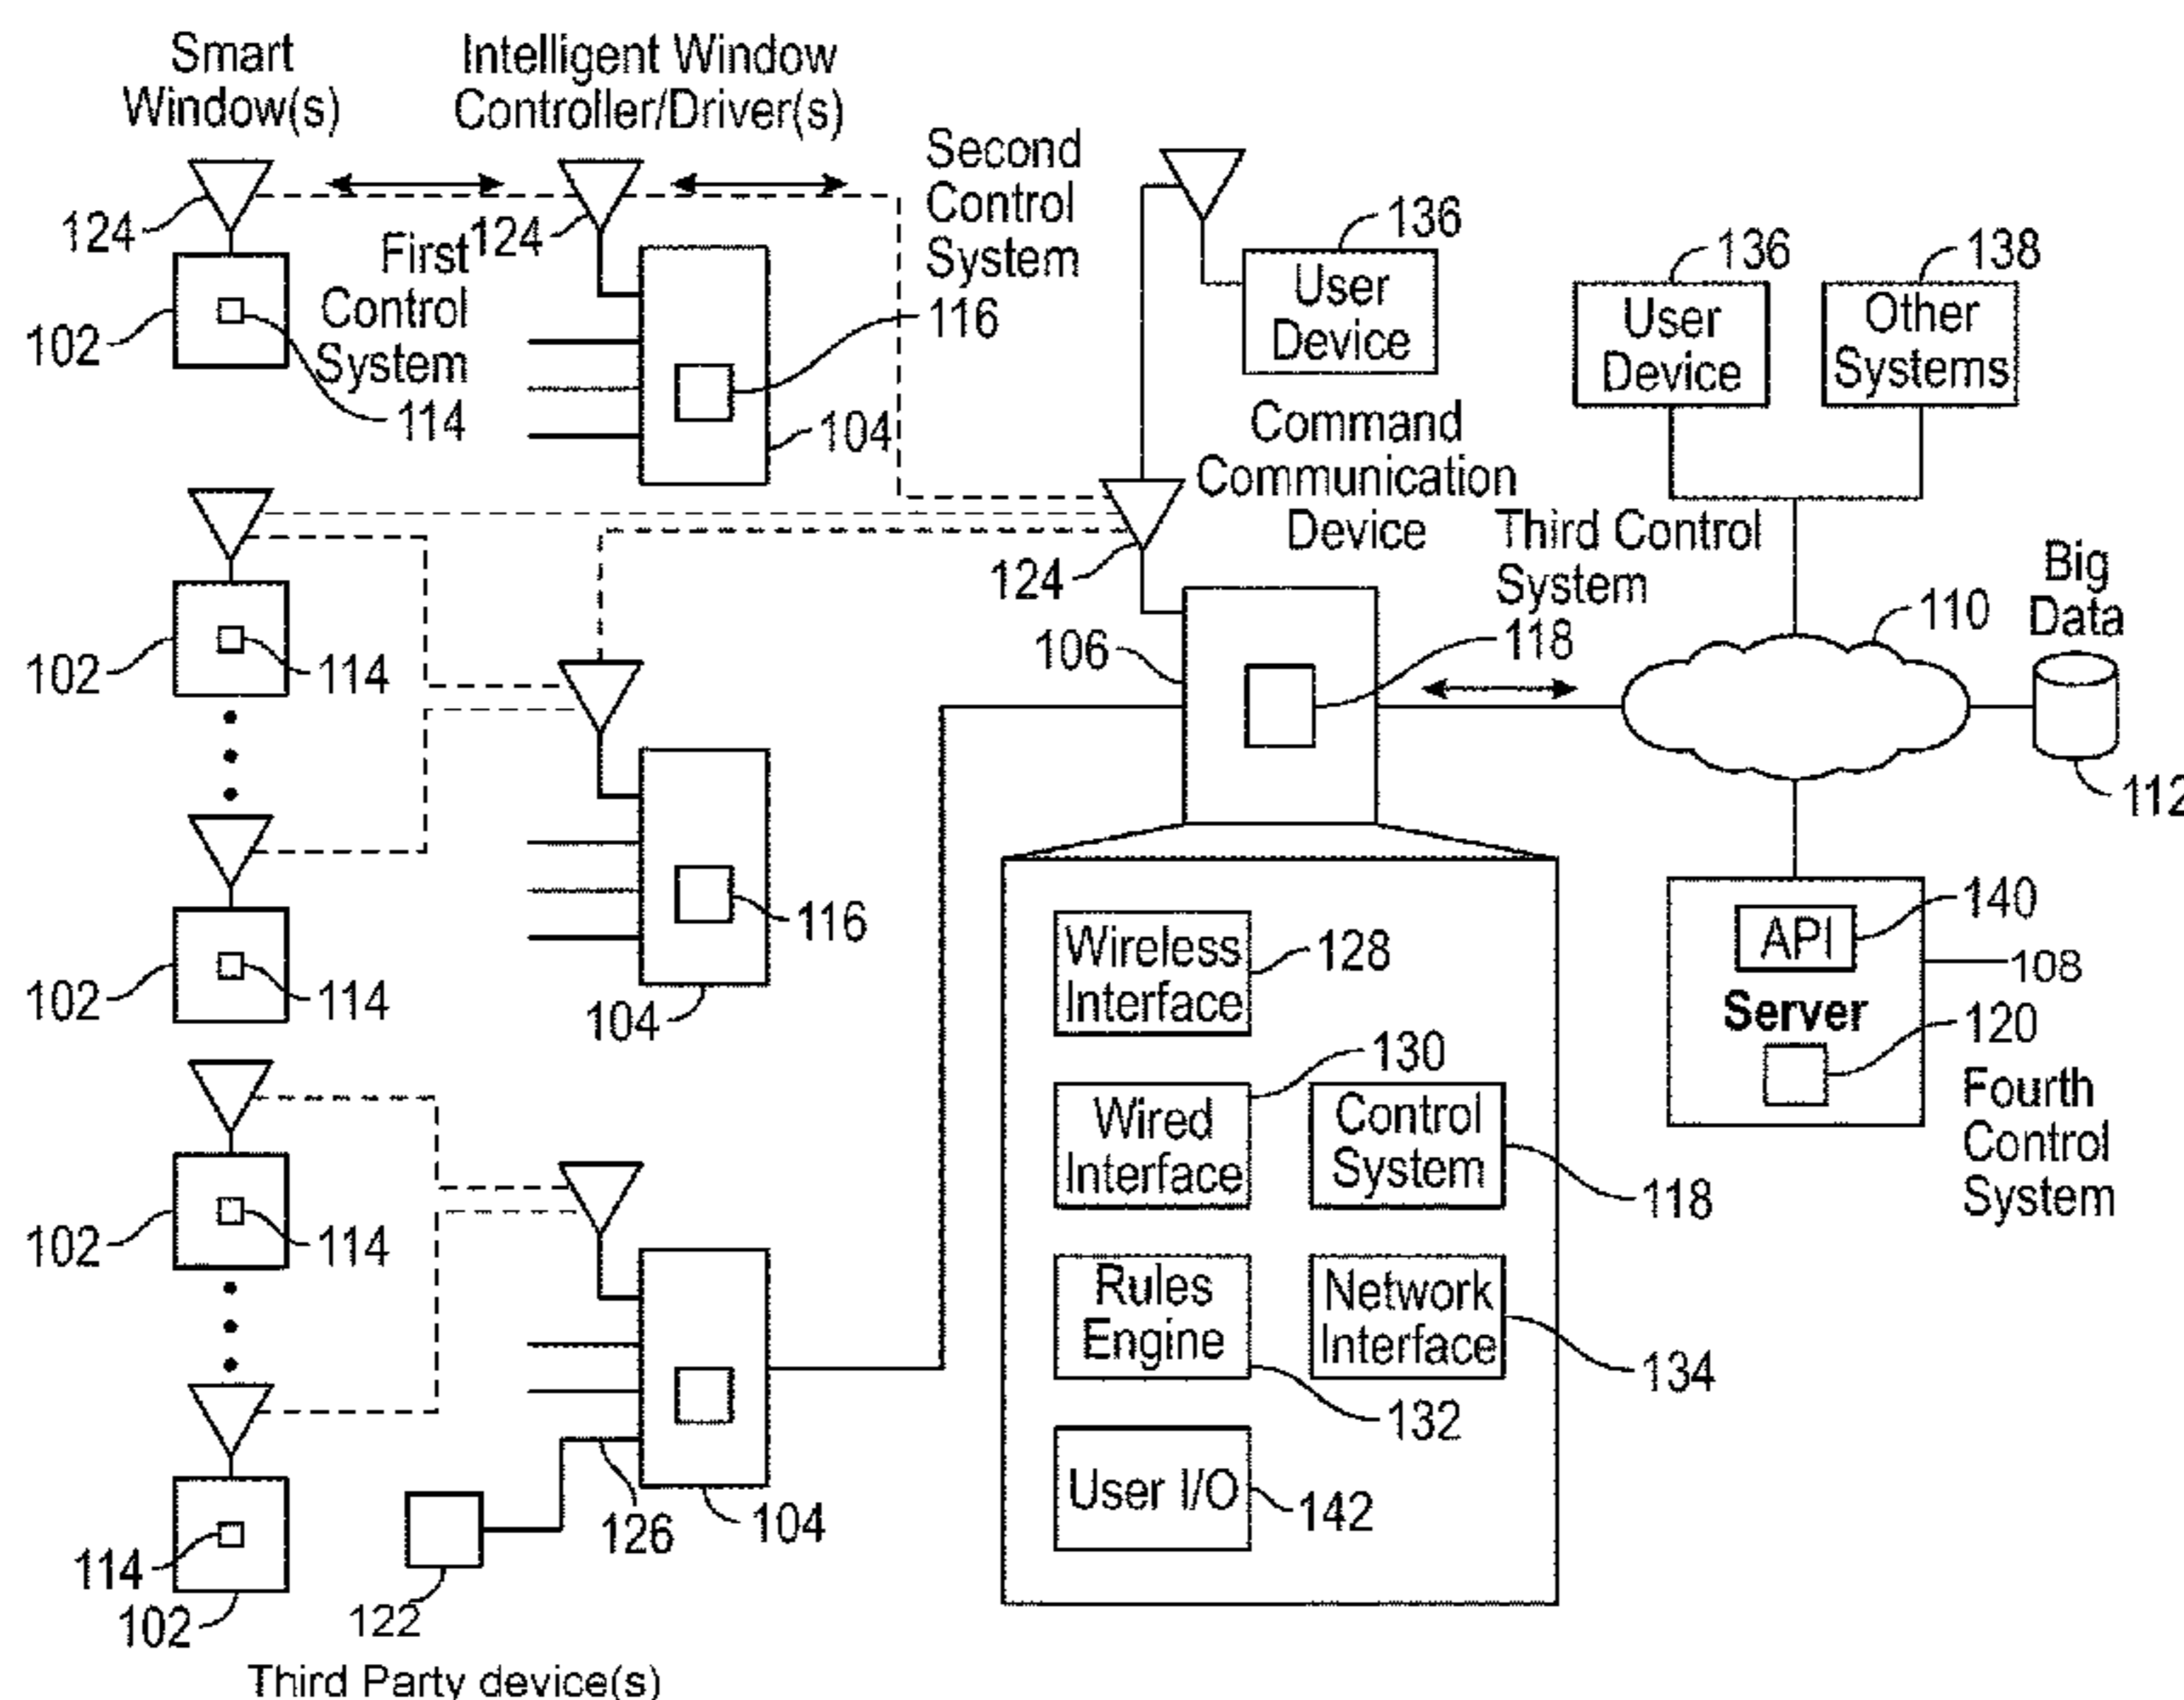 Smart
Window(s)
Intelligent Window
Controller/Driver(s)
Second
Control
System
124
124
First
Control
System
102
114
116
104
136
User
Device
136
User
Device
138
Other
Systems
Command
Communication
Device
124
Third Control
System
106
118
110
Big
Data
112
102
114
116
104
102
114
128
Wireless
Interface
130
Wired
Interface
Control
System
118
Rules
Engine
132
Network
Interface
134
User I/O
142
140
API
108
Server
120
Fourth
Control
System
102
114
126
104
114
102
122
Third Party device(s)